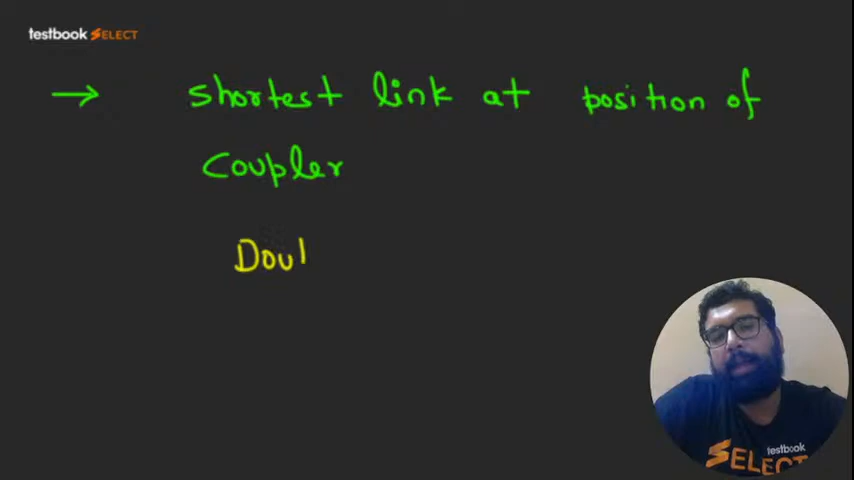 testbook SELECT
→ shortest link at position of
Coupler
Doul
testbook
SELECT